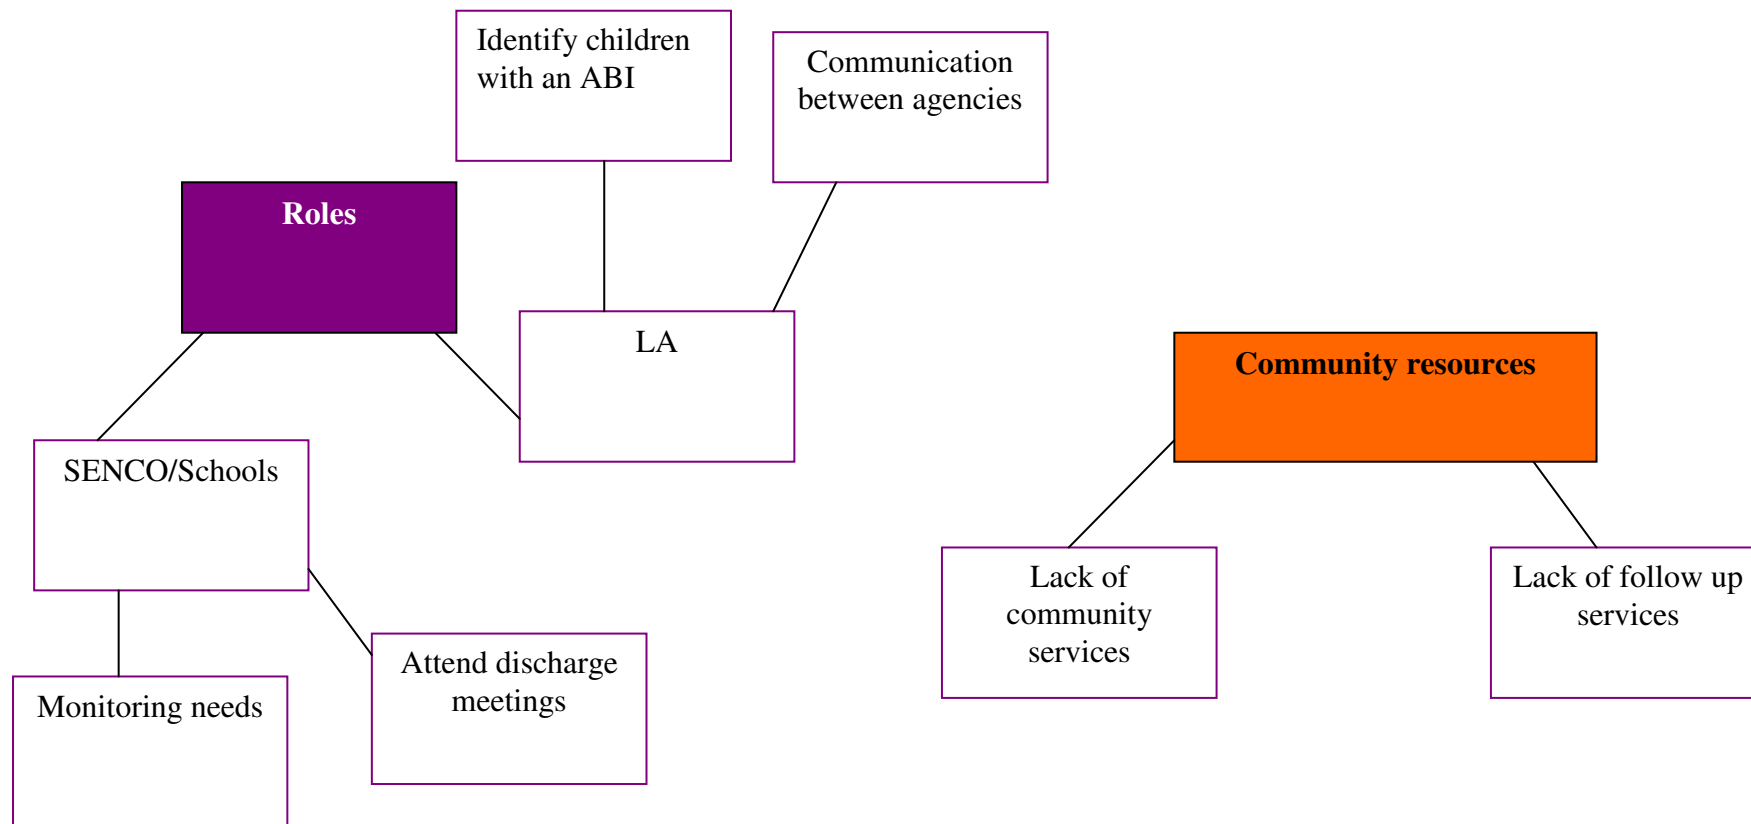 Identify children
with an ABI
Communication
between agencies
Roles
LA
Community resources
SENCO/Schools
Lack of
community
services
Lack of follow up
services
Attend discharge
meetings
Monitoring needs